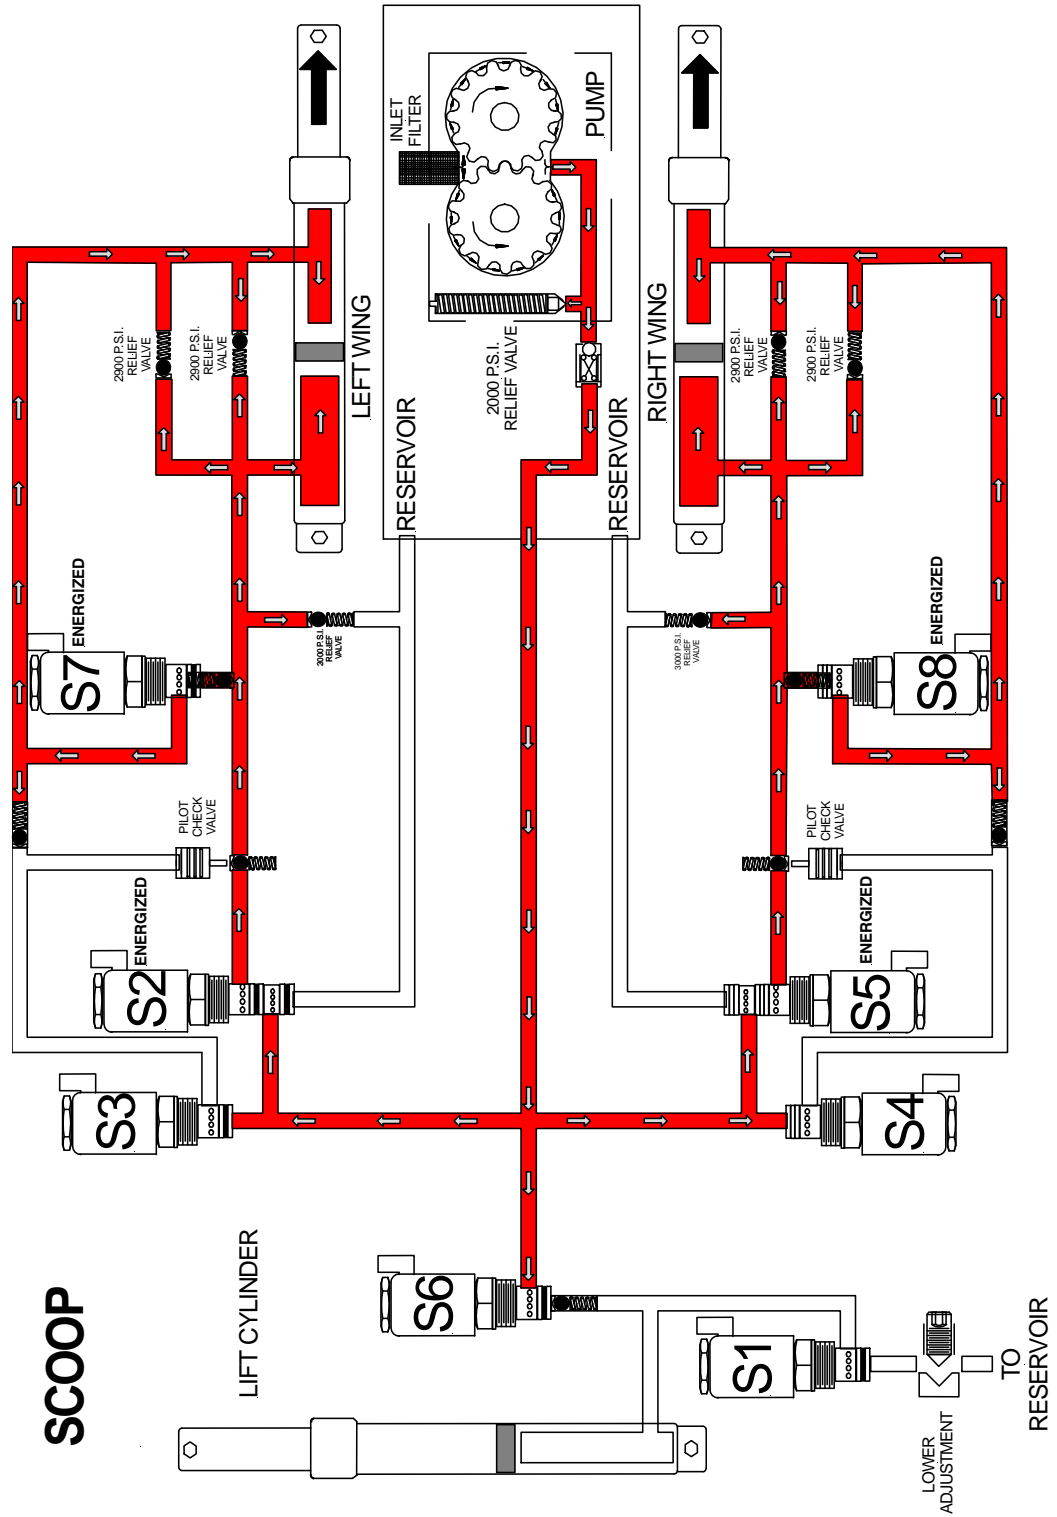 SCOOP
LIFT CYLINDER
S3
S2
ENERGIZED
PILOT
CHECK
VALVE
S7
ENERGIZED
2900 P.S.I.
RELIEF
VALVE
2900 P.S.I.
RELIEF
VALVE
LEFT WING
3000 P.S.I.
RELIEF
VALVE
RESERVOIR
INLET
FILTER
PUMP
2000 P.S.I.
RELIEF VALVE
RESERVOIR
RIGHT WING
2900 P.S.I.
RELIEF
VALVE
2900 P.S.I.
RELIEF
VALVE
3000 P.S.I.
RELIEF
VALVE
S8
ENERGIZED
PILOT
CHECK
VALVE
S5
ENERGIZED
S4
S6
S1
LOWER
ADJUSTMENT
TO
RESERVOIR